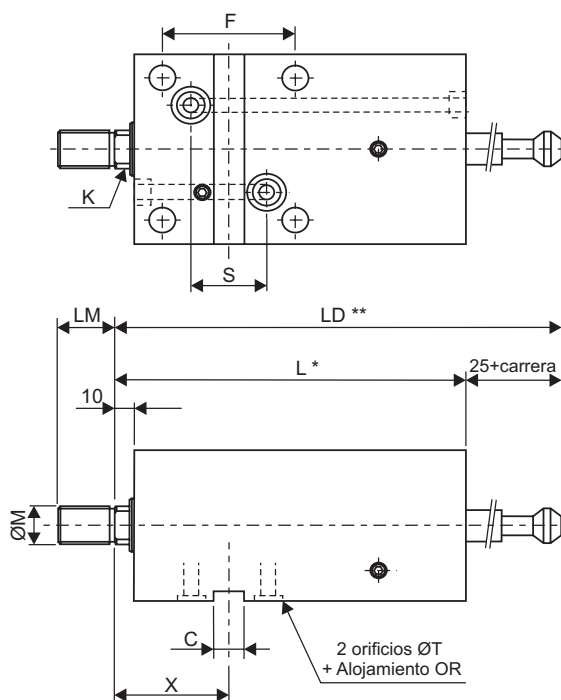 F
K
S
LM
LD **
L *
25+carrera
10
ØM
C
2 orificios ØT
+ Alojamiento OR
X